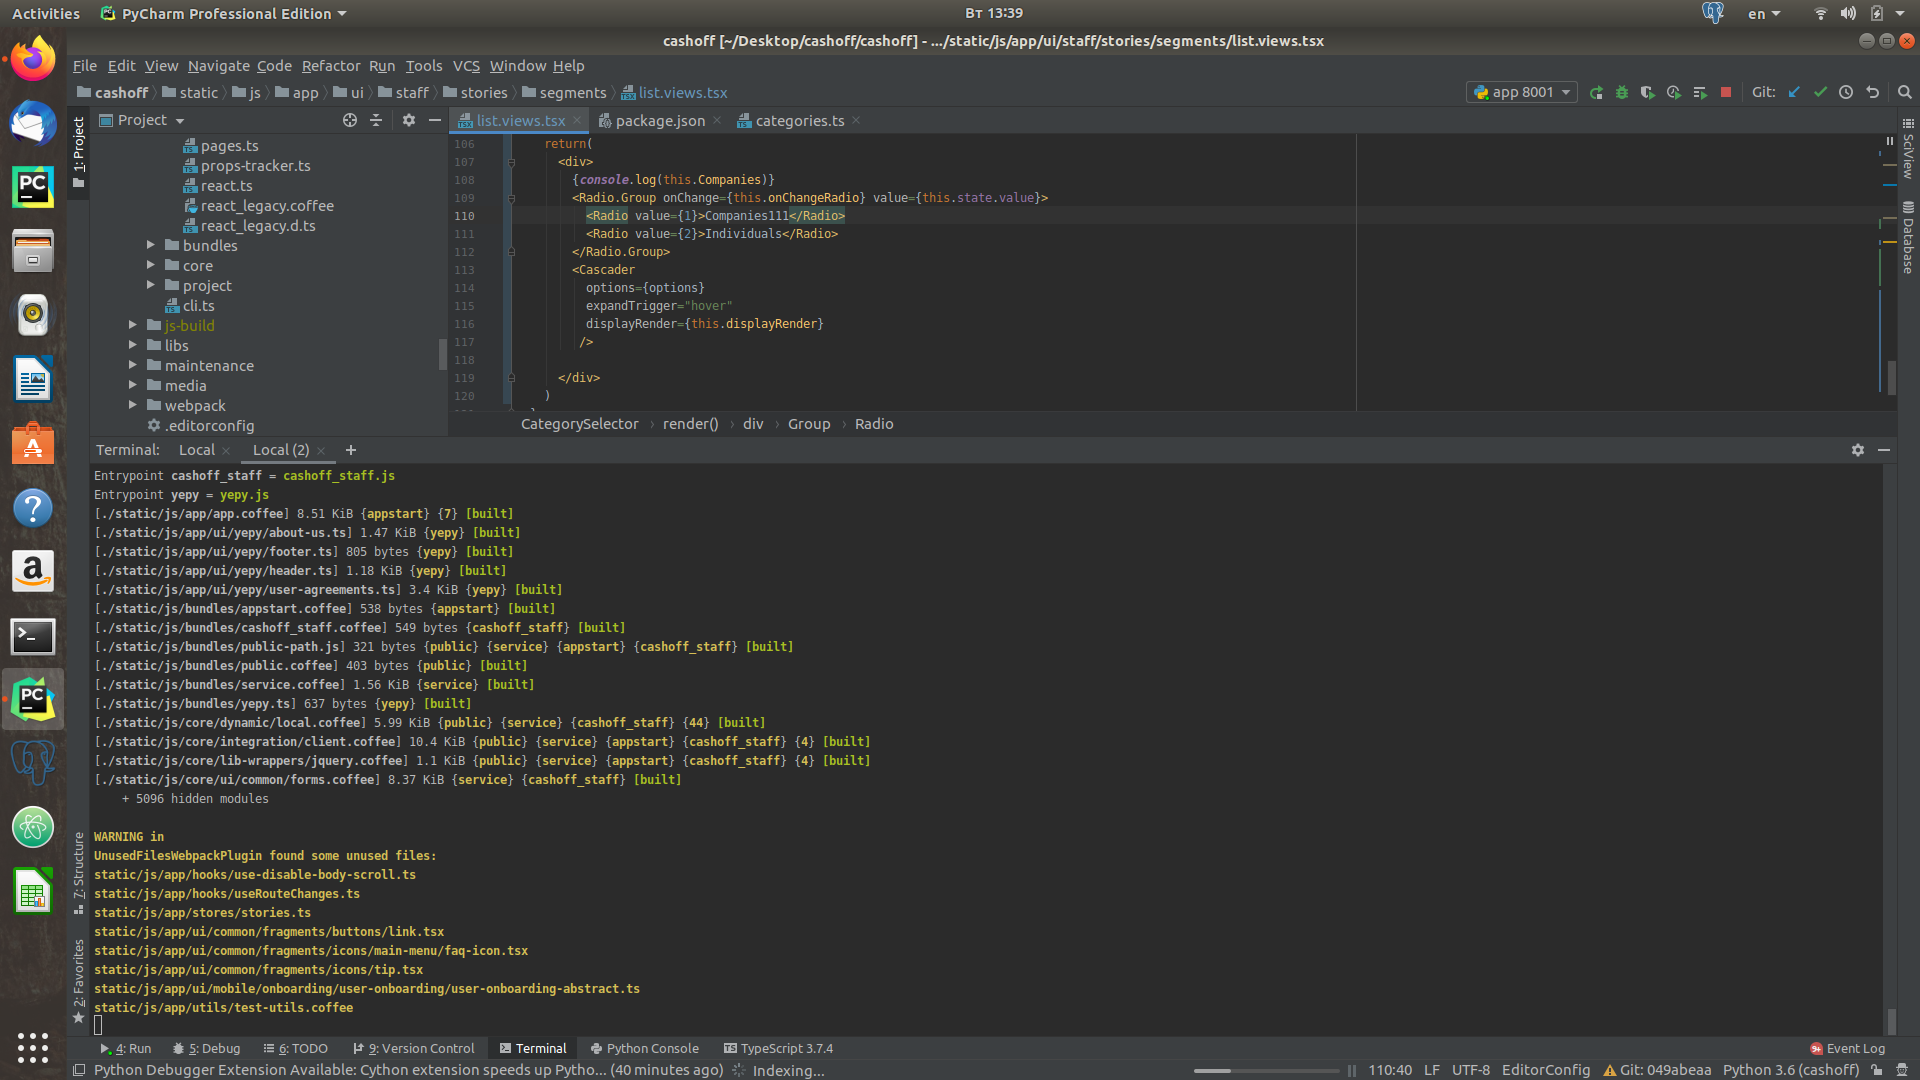 Activities
PyCharm Professional Edition
Вт 13:39
en
cashoff [~/Desktop/cashoff/cashoff] - .../static/js/app/ui/staff/stories/segments/list.views.tsx
File Edit View Navigate Code Refactor Run Tools VCS Window Help
cashoff static js app ui staff stories segments list.views.tsx
app 8001
Git:
Project
list.views.tsx
package.json
categories.ts
1: Project
pages.ts
props-tracker.ts
react.ts
react_legacy.coffee
react_legacy.d.ts
bundles
core
project
cli.ts
js-build
libs
maintenance
media
webpack
.editorconfig
106 return(
107 <div>
108 {console.log(this.Companies)}
109 <Radio.Group onChange={this.onChangeRadio} value={this.state.value}>
110 <Radio value={1}>Companies111</Radio>
111 <Radio value={2}>Individuals</Radio>
112 </Radio.Group>
113 <Cascader
114 options={options}
115 expandTrigger="hover"
116 displayRender={this.displayRender}
117 />
118
119 </div>
120 )
CategorySelector › render() › div › Group › Radio
SciView
Database
Terminal: Local Local (2) +
Entrypoint cashoff_staff = cashoff_staff.js
Entrypoint yepy = yepy.js
[./static/js/app/app.coffee] 8.51 KiB {appstart} {7} [built]
[./static/js/app/ui/yepy/about-us.ts] 1.47 KiB {yepy} [built]
[./static/js/app/ui/yepy/footer.ts] 805 bytes {yepy} [built]
[./static/js/app/ui/yepy/header.ts] 1.18 KiB {yepy} [built]
[./static/js/app/ui/yepy/user-agreements.ts] 3.4 KiB {yepy} [built]
[./static/js/bundles/appstart.coffee] 538 bytes {appstart} [built]
[./static/js/bundles/cashoff_staff.coffee] 549 bytes {cashoff_staff} [built]
[./static/js/bundles/public-path.js] 321 bytes {public} {service} {appstart} {cashoff_staff} [built]
[./static/js/bundles/public.coffee] 403 bytes {public} [built]
[./static/js/bundles/service.coffee] 1.56 KiB {service} [built]
[./static/js/bundles/yepy.ts] 637 bytes {yepy} [built]
[./static/js/core/dynamic/local.coffee] 5.99 KiB {public} {service} {cashoff_staff} {44} [built]
[./static/js/core/integration/client.coffee] 10.4 KiB {public} {service} {appstart} {cashoff_staff} {4} [built]
[./static/js/core/lib-wrappers/jquery.coffee] 1.1 KiB {public} {service} {appstart} {cashoff_staff} {4} [built]
[./static/js/core/ui/common/forms.coffee] 8.37 KiB {service} {cashoff_staff} [built]
+ 5096 hidden modules
WARNING in
UnusedFilesWebpackPlugin found some unused files:
static/js/app/hooks/use-disable-body-scroll.ts
static/js/app/hooks/useRouteChanges.ts
static/js/app/stores/stories.ts
static/js/app/ui/common/fragments/buttons/link.tsx
static/js/app/ui/common/fragments/icons/main-menu/faq-icon.tsx
static/js/app/ui/common/fragments/icons/tip.tsx
static/js/app/ui/mobile/onboarding/user-onboarding/user-onboarding-abstract.ts
static/js/app/utils/test-utils.coffee
7: Structure
2: Favorites
4: Run 5: Debug 6: TODO 9: Version Control Terminal Python Console TypeScript 3.7.4
9+ Event Log
Python Debugger Extension Available: Cython extension speeds up Pytho... (40 minutes ago) Indexing...
110:40 LF UTF-8 EditorConfig Git: 049abeaa Python 3.6 (cashoff)